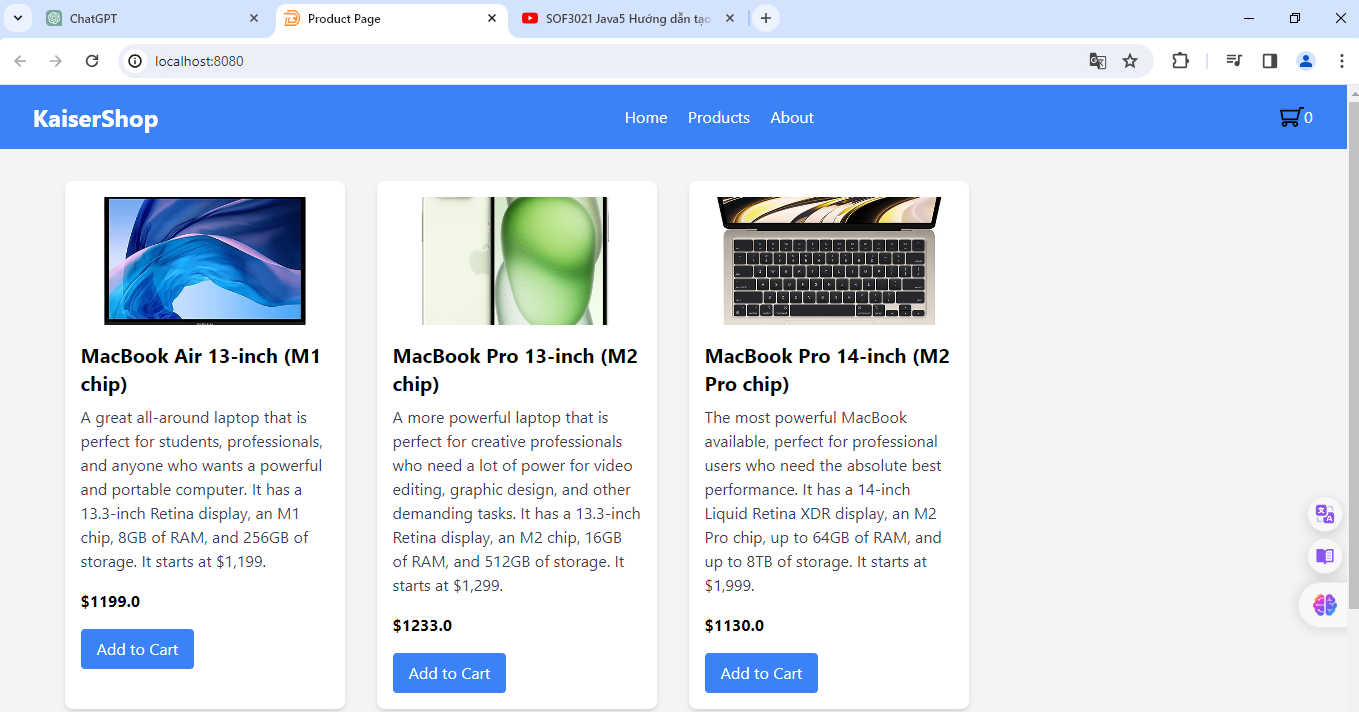 ChatGPT
Product Page
SOF3021 Java5 Hướng dẫn tạo
localhost:8080
KaiserShop
Home
Products
About
0
MacBook Air 13-inch (M1
chip)
A great all-around laptop that is
perfect for students, professionals,
and anyone who wants a powerful
and portable computer. It has a
13.3-inch Retina display, an M1
chip, 8GB of RAM, and 256GB of
storage. It starts at $1,199.
$1199.0
Add to Cart
MacBook Pro 13-inch (M2
chip)
A more powerful laptop that is
perfect for creative professionals
who need a lot of power for video
editing, graphic design, and other
demanding tasks. It has a 13.3-inch
Retina display, an M2 chip, 16GB
of RAM, and 512GB of storage. It
starts at $1,299.
$1233.0
Add to Cart
MacBook Pro 14-inch (M2
Pro chip)
The most powerful MacBook
available, perfect for professional
users who need the absolute best
performance. It has a 14-inch
Liquid Retina XDR display, an M2
Pro chip, up to 64GB of RAM, and
up to 8TB of storage. It starts at
$1,999.
$1130.0
Add to Cart